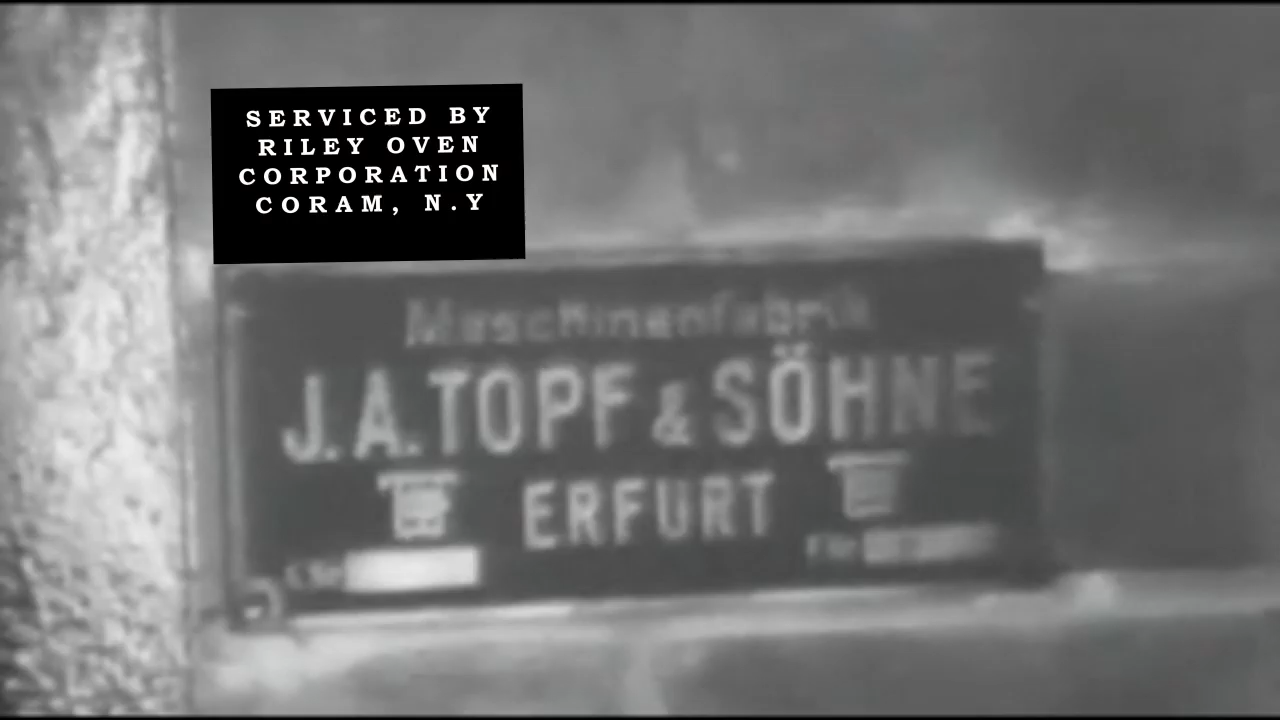 SERVICED BY
RILEY OVEN
CORPORATION
CORAM, N.Y
Maschinenfabrik
J.A. TOPF & SÖHNE
ERFURT